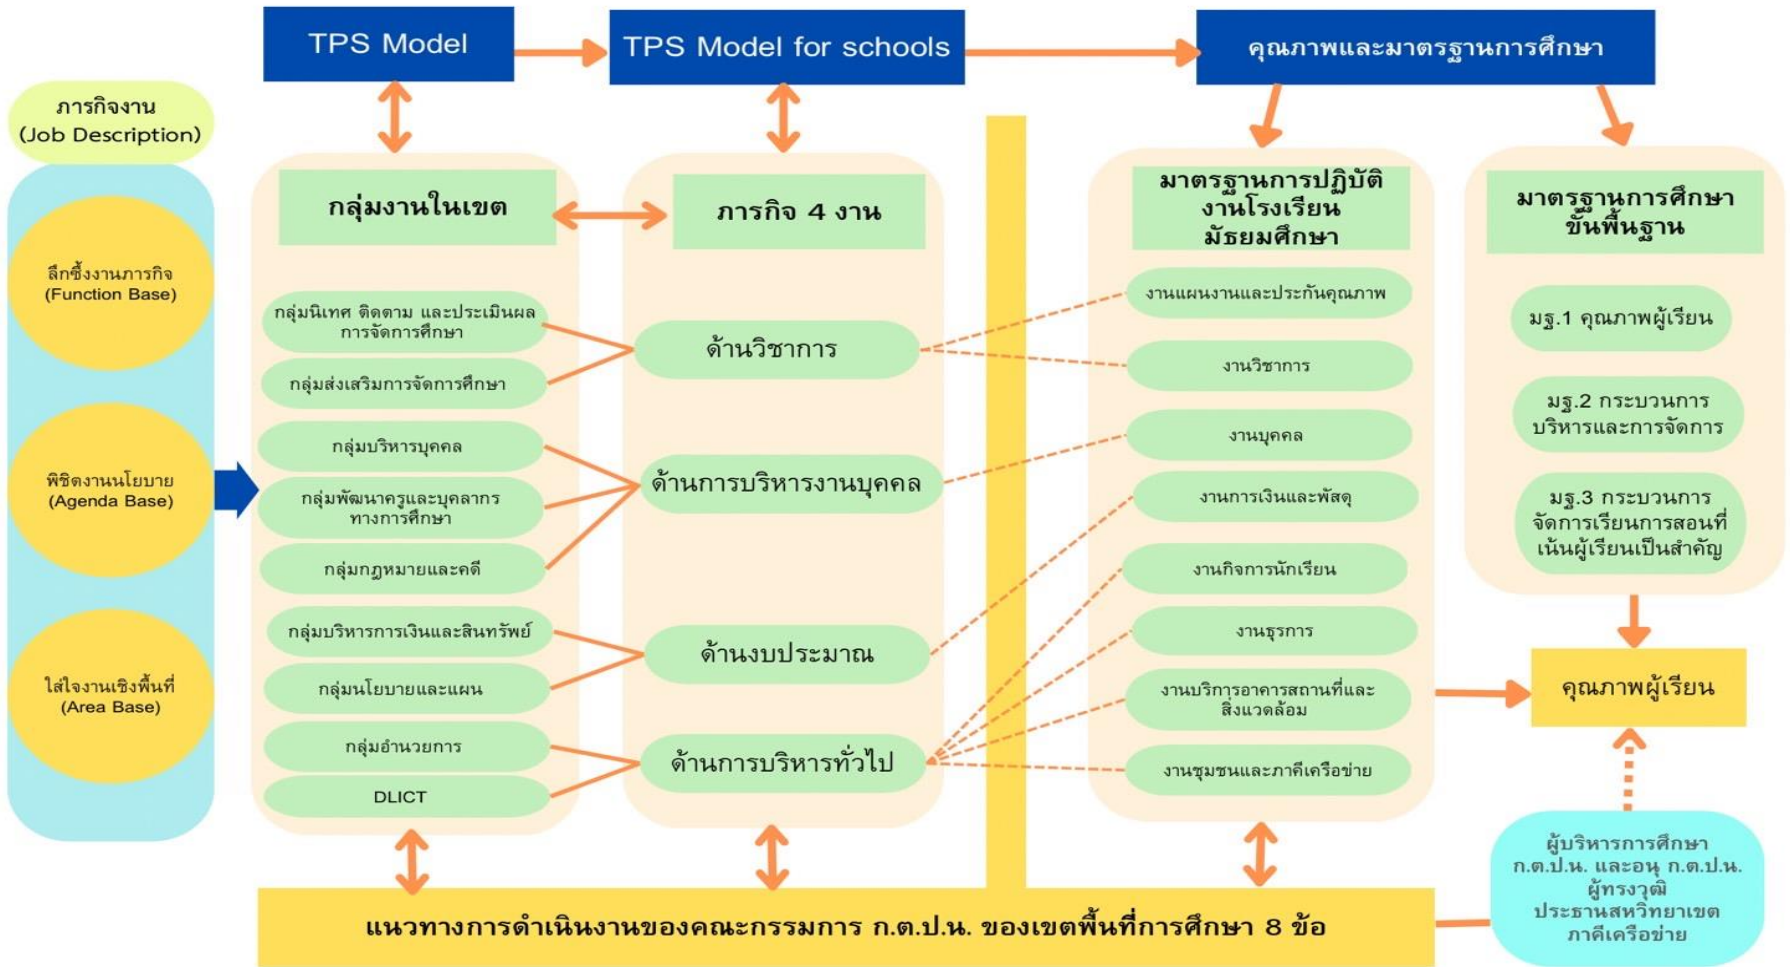 TPS Model
TPS Model for schools
คุณภาพและมาตรฐานการศึกษา
ภารกิจงาน
(Job Description)
ลึกซึ้งงานภารกิจ
(Function Base)
พิชิตงานนโยบาย
(Agenda Base)
ใส่ใจงานเชิงพื้นที่
(Area Base)
กลุ่มงานในเขต
กลุ่มนิเทศ ติดตาม และประเมินผล
การจัดการศึกษา
กลุ่มส่งเสริมการจัดการศึกษา
กลุ่มบริหารบุคคล
กลุ่มพัฒนาครูและบุคลากร
ทางการศึกษา
กลุ่มกฎหมายและคดี
กลุ่มบริหารการเงินและสินทรัพย์
กลุ่มนโยบายและแผน
กลุ่มอำนวยการ
DLICT
ภารกิจ 4 งาน
ด้านวิชาการ
ด้านการบริหารงานบุคคล
ด้านงบประมาณ
ด้านการบริหารทั่วไป
มาตรฐานการปฏิบัติ
งานโรงเรียน
มัธยมศึกษา
งานแผนงานและประกันคุณภาพ
งานวิชาการ
งานบุคคล
งานการเงินและพัสดุ
งานกิจการนักเรียน
งานธุรการ
งานบริการอาคารสถานที่และ
สิ่งแวดล้อม
งานชุมชนและภาคีเครือข่าย
มาตรฐานการศึกษา
ขั้นพื้นฐาน
มฐ.1 คุณภาพผู้เรียน
มฐ.2 กระบวนการ
บริหารและการจัดการ
มฐ.3 กระบวนการ
จัดการเรียนการสอนที่
เน้นผู้เรียนเป็นสำคัญ
คุณภาพผู้เรียน
ผู้บริหารการศึกษา
ก.ต.ป.น. และอนุ ก.ต.ป.น.
ผู้ทรงวุฒิ
ประธานสหวิทยาเขต
ภาคีเครือข่าย
แนวทางการดำเนินงานของคณะกรรมการ ก.ต.ป.น. ของเขตพื้นที่การศึกษา 8 ข้อ